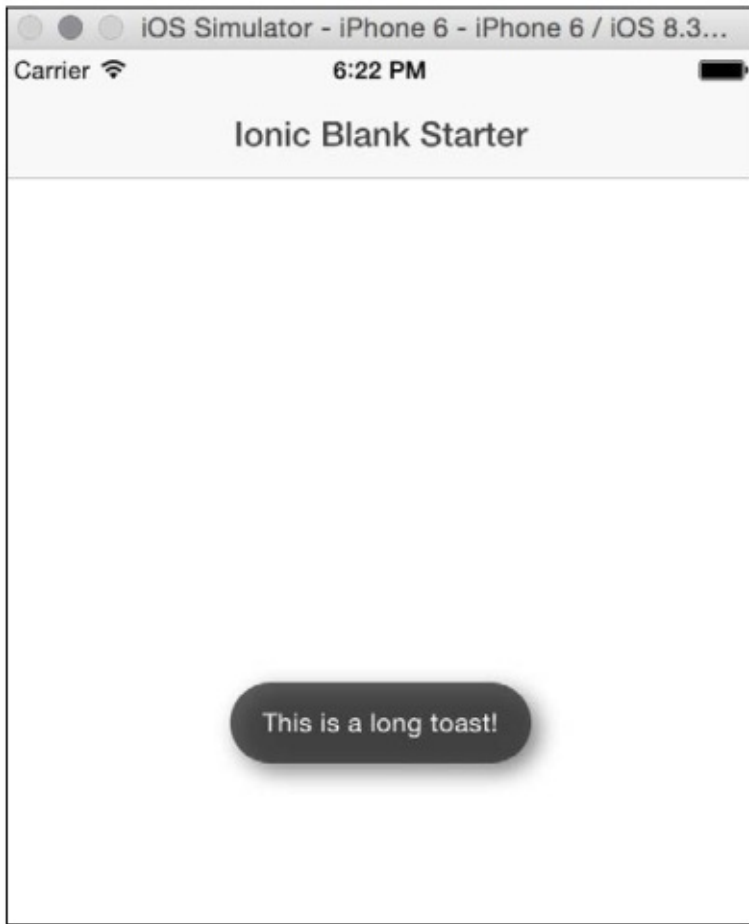 iOS Simulator - iPhone 6 - iPhone 6 / iOS 8.3...
Carrier
6:22 PM
Ionic Blank Starter
This is a long toast!